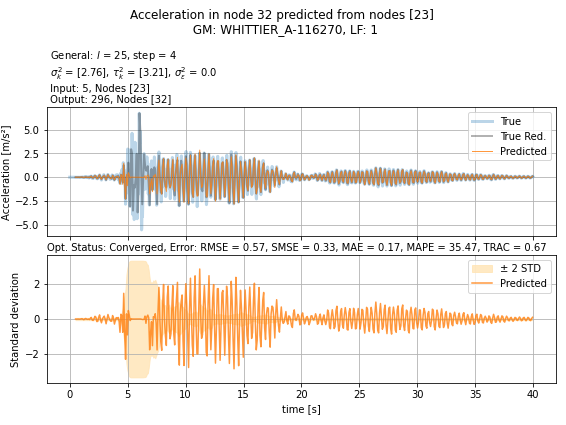 Acceleration in node 32 predicted from nodes [23]
GM: WHITTIER_A-116270, LF: 1
General: l = 25, step = 4
σ²ₖ = [2.76], τ²ₖ = [3.21], σ²ε = 0.0
Input: 5, Nodes [23]
Output: 296, Nodes [32]
Acceleration [m/s²]
5.0
2.5
0.0
−2.5
−5.0
True
True Red.
Predicted
Opt. Status: Converged, Error: RMSE = 0.57, SMSE = 0.33, MAE = 0.17, MAPE = 35.47, TRAC = 0.67
Standard deviation
2
0
−2
± 2 STD
Predicted
0 5 10 15 20 25 30 35 40
time [s]